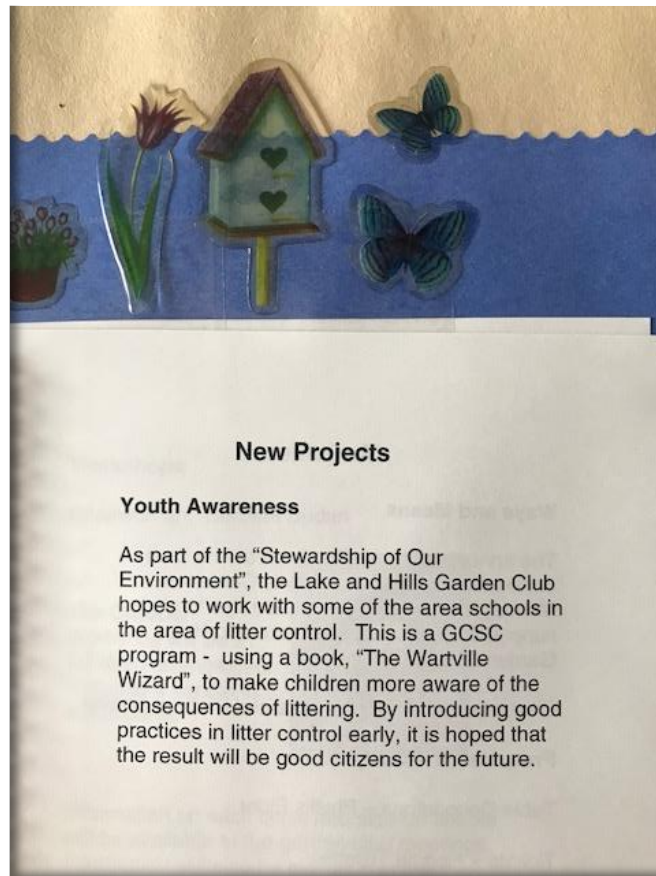 New Projects
Youth Awareness
As part of the “Stewardship of Our
Environment”, the Lake and Hills Garden Club
hopes to work with some of the area schools in
the area of litter control.  This is a GCSC
program -  using a book, “The Wartville
Wizard”, to make children more aware of the
consequences of littering.  By introducing good
practices in litter control early, it is hoped that
the result will be good citizens for the future.